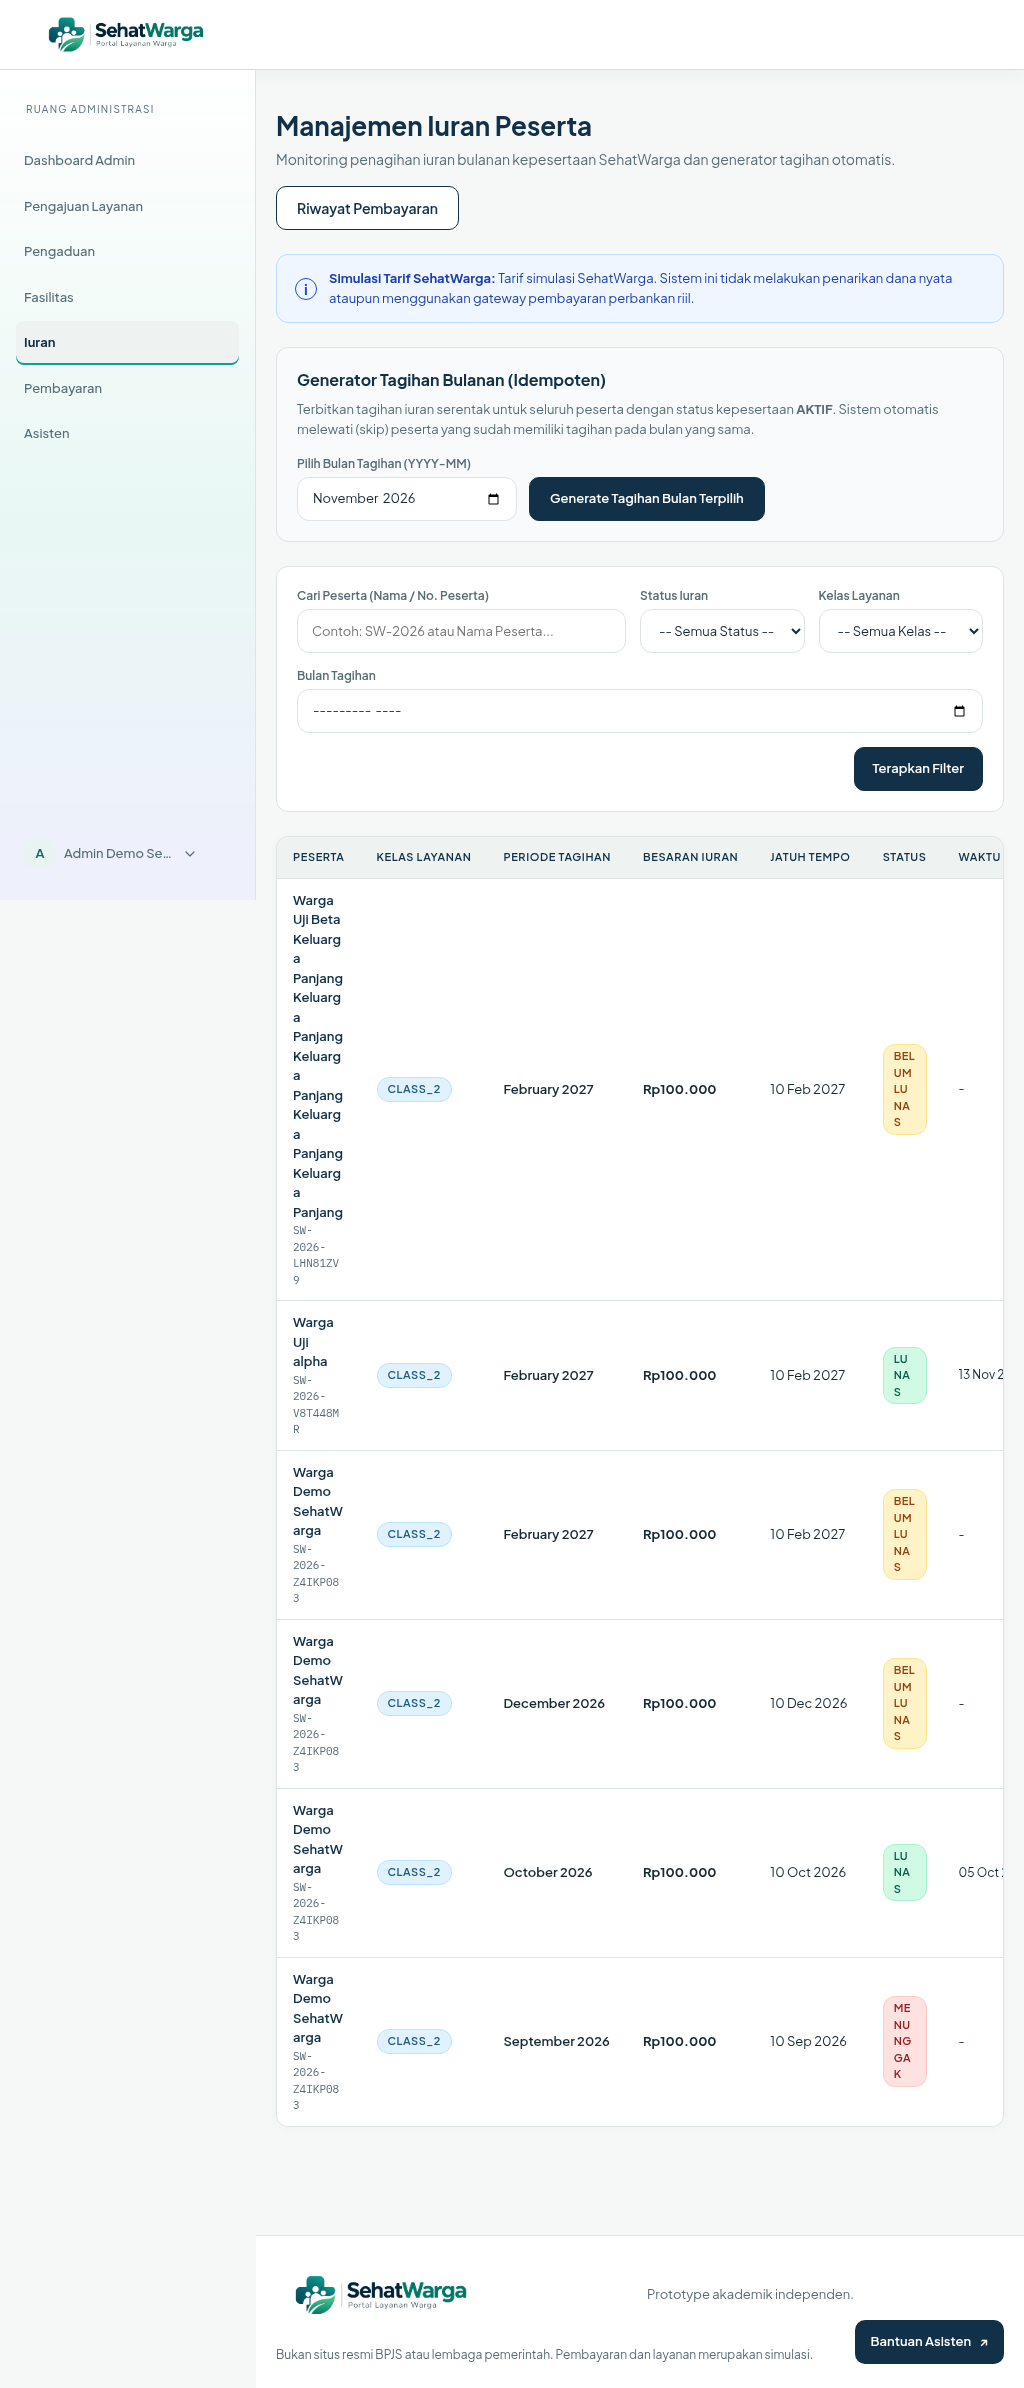 SehatWarga
Portal Layanan Warga
RUANG ADMINISTRASI
Dashboard Admin
Pengajuan Layanan
Pengaduan
Fasilitas
Iuran
Pembayaran
Asisten
A Admin Demo Se...
Manajemen Iuran Peserta
Monitoring penagihan iuran bulanan kepesertaan SehatWarga dan generator tagihan otomatis.
Riwayat Pembayaran
Simulasi Tarif SehatWarga: Tarif simulasi SehatWarga. Sistem ini tidak melakukan penarikan dana nyata
ataupun menggunakan gateway pembayaran perbankan riil.
Generator Tagihan Bulanan (Idempoten)
Terbitkan tagihan iuran serentak untuk seluruh peserta dengan status kepesertaan AKTIF. Sistem otomatis
melewati (skip) peserta yang sudah memiliki tagihan pada bulan yang sama.
Pilih Bulan Tagihan (YYYY-MM)
November 2026
Generate Tagihan Bulan Terpilih
Cari Peserta (Nama / No. Peserta) Status Iuran Kelas Layanan
Contoh: SW-2026 atau Nama Peserta... -- Semua Status -- -- Semua Kelas --
Bulan Tagihan
--------- ----
Terapkan Filter
PESERTA KELAS LAYANAN PERIODE TAGIHAN BESARAN IURAN JATUH TEMPO STATUS WAKTU
Warga
Uji Beta
Keluarg
a
Panjang
Keluarg
a
Panjang
Keluarg
a
Panjang
Keluarg
a
Panjang
Keluarg
a
Panjang
SW-
2026-
LHN81ZV
9
CLASS_2 February 2027 Rp100.000 10 Feb 2027
BEL
UM
LU
NA
S
-
Warga
Uji
alpha
SW-
2026-
V8T448M
R
CLASS_2 February 2027 Rp100.000 10 Feb 2027
LU
NA
S
13 Nov 2
Warga
Demo
SehatW
arga
SW-
2026-
Z4IKP08
3
CLASS_2 February 2027 Rp100.000 10 Feb 2027
BEL
UM
LU
NA
S
-
Warga
Demo
SehatW
arga
SW-
2026-
Z4IKP08
3
CLASS_2 December 2026 Rp100.000 10 Dec 2026
BEL
UM
LU
NA
S
-
Warga
Demo
SehatW
arga
SW-
2026-
Z4IKP08
3
CLASS_2 October 2026 Rp100.000 10 Oct 2026
LU
NA
S
05 Oct
Warga
Demo
SehatW
arga
SW-
2026-
Z4IKP08
3
CLASS_2 September 2026 Rp100.000 10 Sep 2026
ME
NU
NG
GA
K
-
SehatWarga
Portal Layanan Warga
Prototype akademik independen.
Bukan situs resmi BPJS atau lembaga pemerintah. Pembayaran dan layanan merupakan simulasi.
Bantuan Asisten